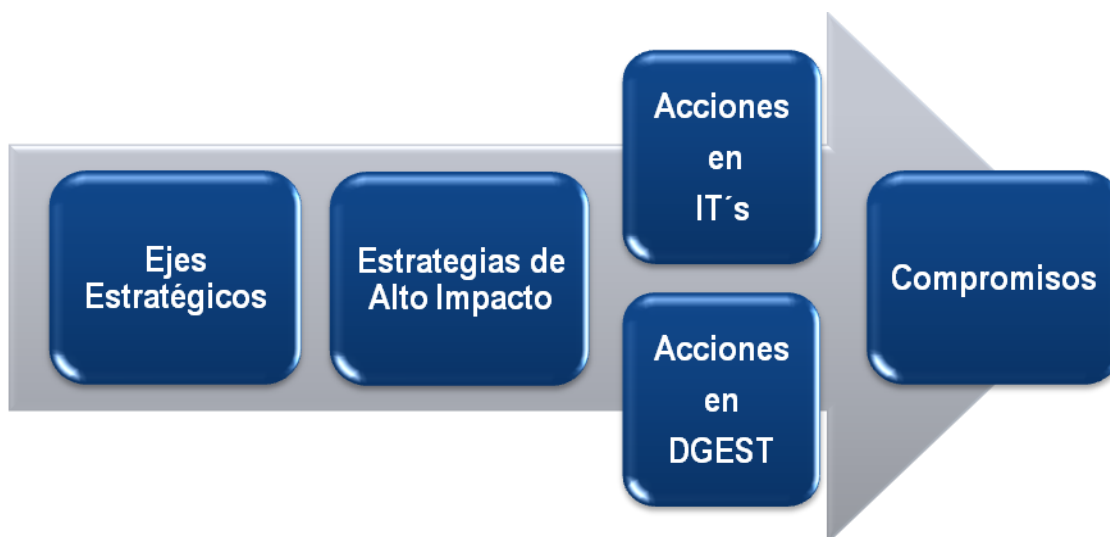 Ejes
Estratégicos
Estrategias de
Alto Impacto
Acciones
en
IT´s
Acciones
en
DGEST
Compromisos